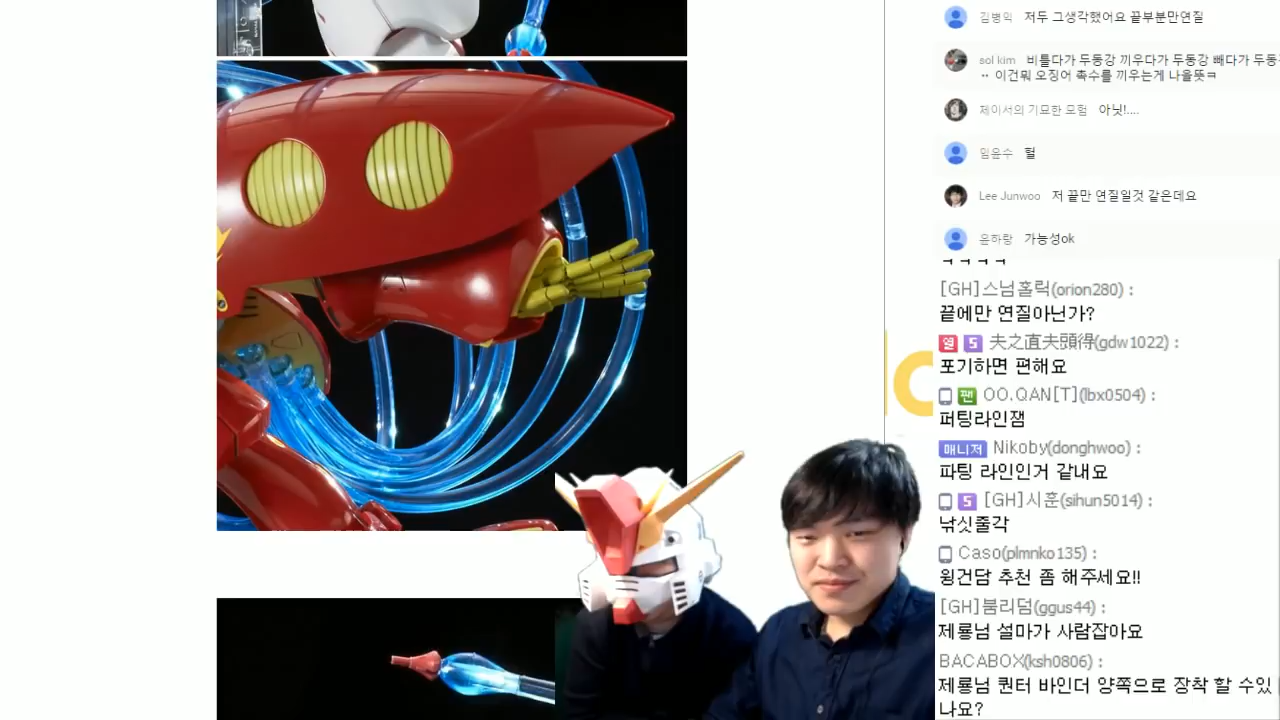 김병익 저두 그생각했어요 끝부분만연질
sol kim 비틀다가 두동강 끼우다가 두동강 빼다가 두동
.. 이건뭐 오징어 촉수를 끼우는게 나을듯ㅋ
제이서의 기묘한 모험 아닛!....
임윤수 헐
Lee Junwoo 저 끝만 연질일것 같은데요
윤하랑 가능성ok
[GH]스넘홀릭(orion280) :
끝에만 연질아닌가?
열 5 夫之直夫頭得(gdw1022) :
포기하면 편해요
팬 OO.QAN[T](lbx0504) :
퍼팅라인잼
매니저 Nikoby(donghwoo) :
파팅 라인인거 같내요
5 [GH]시훈(sihun5014) :
낚싯줄각
Caso(plmnko135) :
윙건담 추천 좀 해주세요!!
[GH]붐리덤(ggus44) :
제룡님 설마가 사람잡아요
BACABOX(ksh0806) :
제룡님 퀀터 바인더 양쪽으로 장착 할 수있
나요?